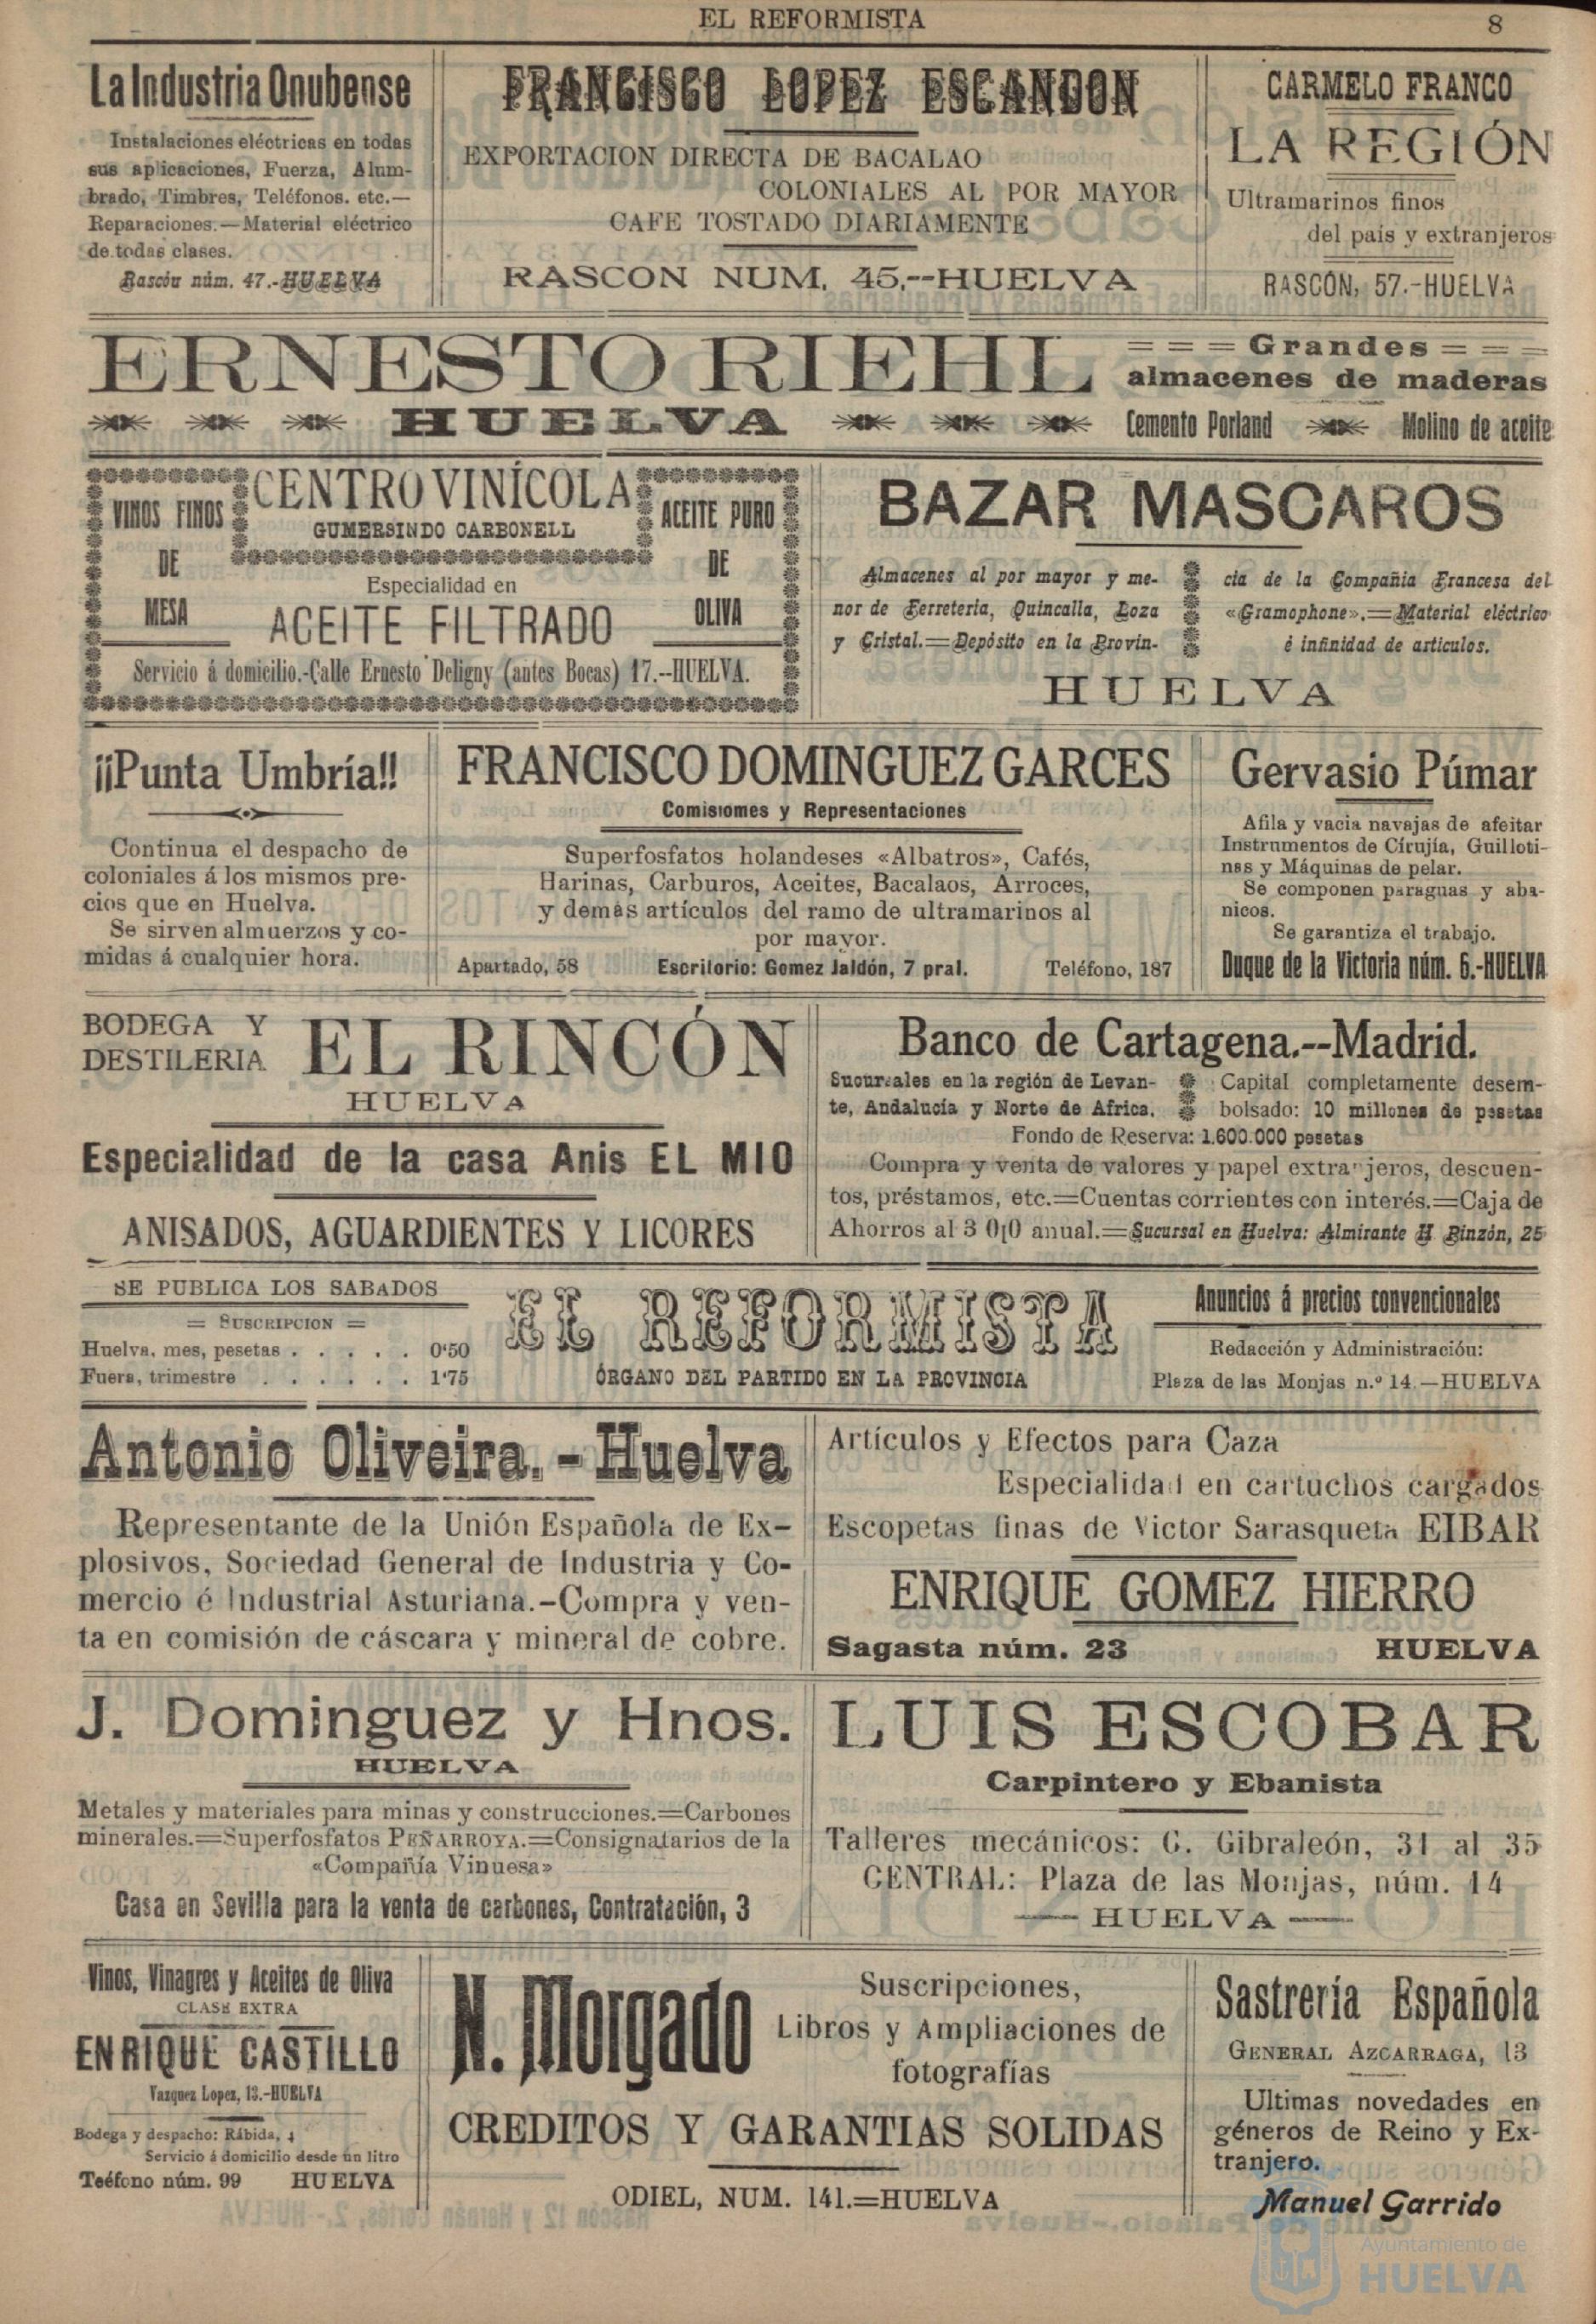 EL REFORMISTA
8
La Industria Onubense
Instalaciones eléctricas en todas
sus aplicaciones, Fuerza, Alum-
brado, Timbres, Teléfonos. etc.—
Reparaciones.—Material eléctrico
de todas clases.
Rascón núm. 47.-HUELVA
FRANCISCO LOPEZ ESCANDON
EXPORTACION DIRECTA DE BACALAO
COLONIALES AL POR MAYOR
CAFE TOSTADO DIARIAMENTE
RASCON NUM. 45.--HUELVA
CARMELO FRANCO
LA REGIÓN
Ultramarinos finos
del país y extranjeros
RASCÓN, 57.-HUELVA
ERNESTO RIEHL
HUELVA
= = = Grandes = = =
almacenes de maderas
Cemento Porland Molino de aceite
CENTRO VINÍCOLA
GUMERSINDO CARBONELL
VINOS FINOS
DE
MESA
ACEITE PURO
DE
OLIVA
Especialidad en
ACEITE FILTRADO
Servicio á domicilio.-Calle Ernesto Deligny (antes Bocas) 17.--HUELVA.
BAZAR MASCAROS
Almacenes al por mayor y me-
nor de Ferreteria, Quincalla, Loza
y Cristal.=Depósito en la Provin-
cia de la Compañia Francesa del
«Gramophone».=Material eléctrico
é infinidad de articulos.
HUELVA
¡¡Punta Umbría!!
Continua el despacho de
coloniales á los mismos pre-
cios que en Huelva.
Se sirven almuerzos y co-
midas á cualquier hora.
FRANCISCO DOMINGUEZ GARCES
Comisiomes y Representaciones
Superfosfatos holandeses «Albatros», Cafés,
Harinas, Carburos, Aceites, Bacalaos, Arroces,
y demás artículos del ramo de ultramarinos al
por mayor.
Apartado, 58 Escritorio: Gomez Jaldón, 7 pral. Teléfono, 187
Gervasio Púmar
Afila y vacia navajas de afeitar
Instrumentos de Cirujía, Guilloti-
nas y Máquinas de pelar.
Se componen paraguas y aba-
nicos.
Se garantiza el trabajo.
Duque de la Victoria núm. 6.-HUELVA
BODEGA Y
DESTILERIA
EL RINCÓN
HUELVA
Especialidad de la casa Anis EL MIO
ANISADOS, AGUARDIENTES Y LICORES
Banco de Cartagena.--Madrid.
Sucursales en la región de Levan-
te, Andalucía y Norte de Africa.
Capital completamente desem-
bolsado: 10 millones de pesetas
Fondo de Reserva: 1.600.000 pesetas
Compra y venta de valores y papel extranjeros, descuen-
tos, préstamos, etc.=Cuentas corrientes con interés.=Caja de
Ahorros al 3 0[0 anual.=Sucursal en Huelva: Almirante H Pinzón, 25
SE PUBLICA LOS SABADOS
= SUSCRIPCION =
Huelva, mes, pesetas . . . . . 0'50
Fuera, trimestre . . . . . . 1'75
EL REFORMISTA
ÓRGANO DEL PARTIDO EN LA PROVINCIA
Anuncios á precios convencionales
Redacción y Administración:
Plaza de las Monjas n.º 14.—HUELVA
Antonio Oliveira.-Huelva
Representante de la Unión Española de Ex-
plosivos, Sociedad General de Industria y Co-
mercio é Industrial Asturiana.-Compra y ven-
ta en comisión de cáscara y mineral de cobre.
Artículos y Efectos para Caza
Especialidad en cartuchos cargados
Escopetas finas de Victor Sarasqueta EIBAR
ENRIQUE GOMEZ HIERRO
Sagasta núm. 23 HUELVA
J. Dominguez y Hnos.
HUELVA
Metales y materiales para minas y construcciones.=Carbones
minerales.=Superfosfatos PEÑARROYA.=Consignatarios de la
«Compañía Vinuesa»
Casa en Sevilla para la venta de carbones, Contratación, 3
LUIS ESCOBAR
Carpintero y Ebanista
Talleres mecánicos: C. Gibraleón, 31 al 35
CENTRAL: Plaza de las Monjas, núm. 14
— HUELVA —
Vinos, Vinagres y Aceites de Oliva
CLASE EXTRA
ENRIQUE CASTILLO
Vazquez Lopez, 13.-HUELVA
Bodega y despacho: Rábida, 4
Servicio á domicilio desde un litro
Teéfono núm. 99 HUELVA
N. Morgado
Suscripciones,
Libros y Ampliaciones de
fotografías
CREDITOS Y GARANTIAS SOLIDAS
ODIEL, NUM. 141.=HUELVA
Sastrería Española
GENERAL AZCARRAGA, 13
Ultimas novedades en
géneros de Reino y Ex-
tranjero.
Manuel Garrido
Ayuntamiento de
HUELVA